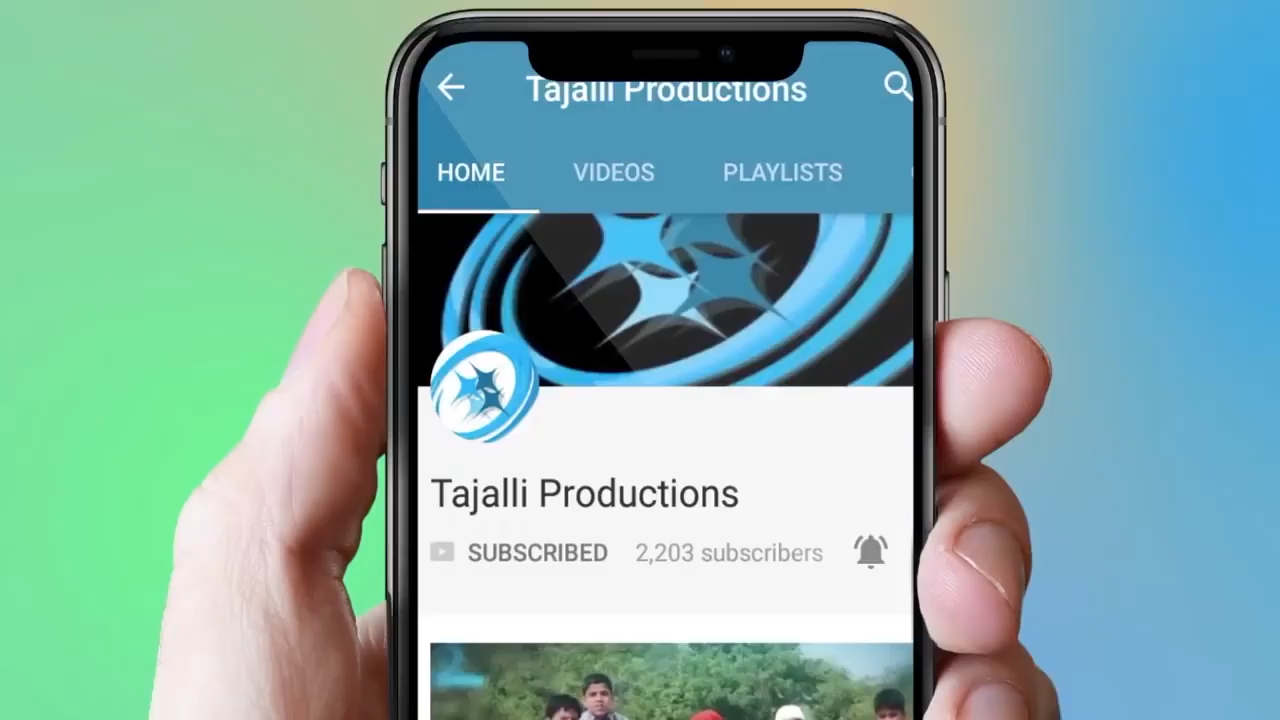 Tajalli Productions
HOME VIDEOS PLAYLISTS
Tajalli Productions
SUBSCRIBED 2,203 subscribers